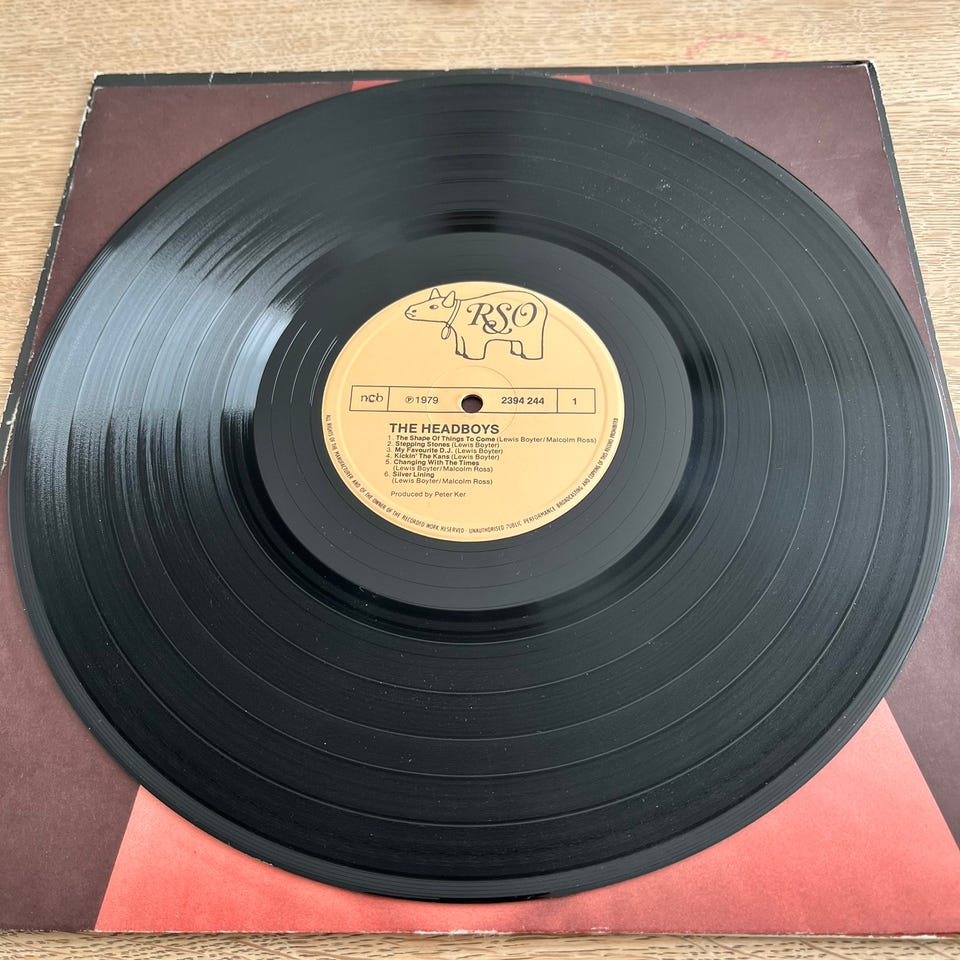 RSO
ncb ℗1979 2394 244 1
THE HEADBOYS
1. The Shape Of Things To Come (Lewis Boyter/Malcolm Ross)
2. Stepping Stones (Lewis Boyter)
3. My Favourite D.J. (Lewis Boyter)
4. Kickin' The Kans (Lewis Boyter)
5. Changing With The Times
(Lewis Boyter/Malcolm Ross)
6. Silver Lining
(Lewis Boyter/Malcolm Ross)
Produced by Peter Ker
ALL RIGHTS OF THE MANUFACTURER AND OF THE OWNER OF THE RECORDED WORK RESERVED · UNAUTHORISED PUBLIC PERFORMANCE BROADCASTING AND COPYING OF THIS RECORD PROHIBITED